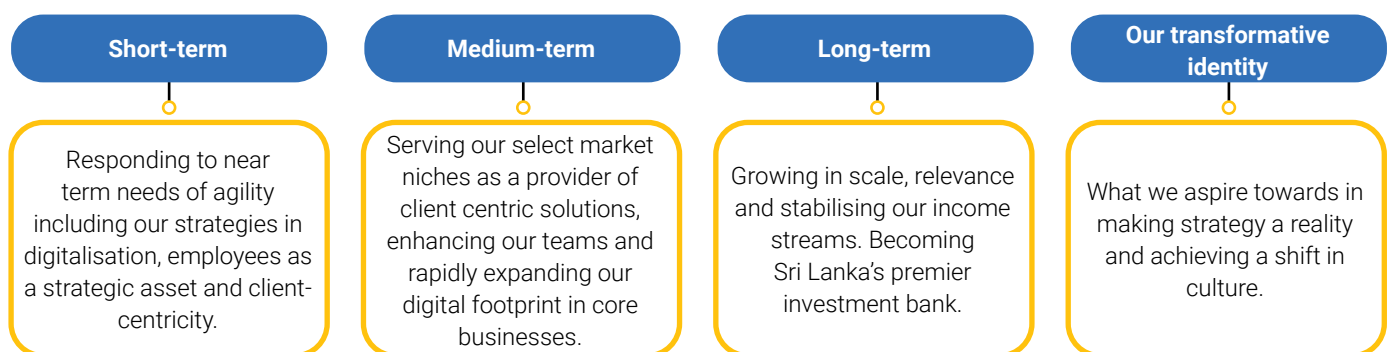 Short-term
Responding to near
term needs of agility
including our strategies in
digitalisation, employees as
a strategic asset and client-
centricity.
Medium-term
Serving our select market
niches as a provider of
client centric solutions,
enhancing our teams and
rapidly expanding our
digital footprint in core
businesses.
Long-term
Growing in scale, relevance
and stabilising our income
streams. Becoming
Sri Lanka’s premier
investment bank.
Our transformative
identity
What we aspire towards in
making strategy a reality
and achieving a shift in
culture.